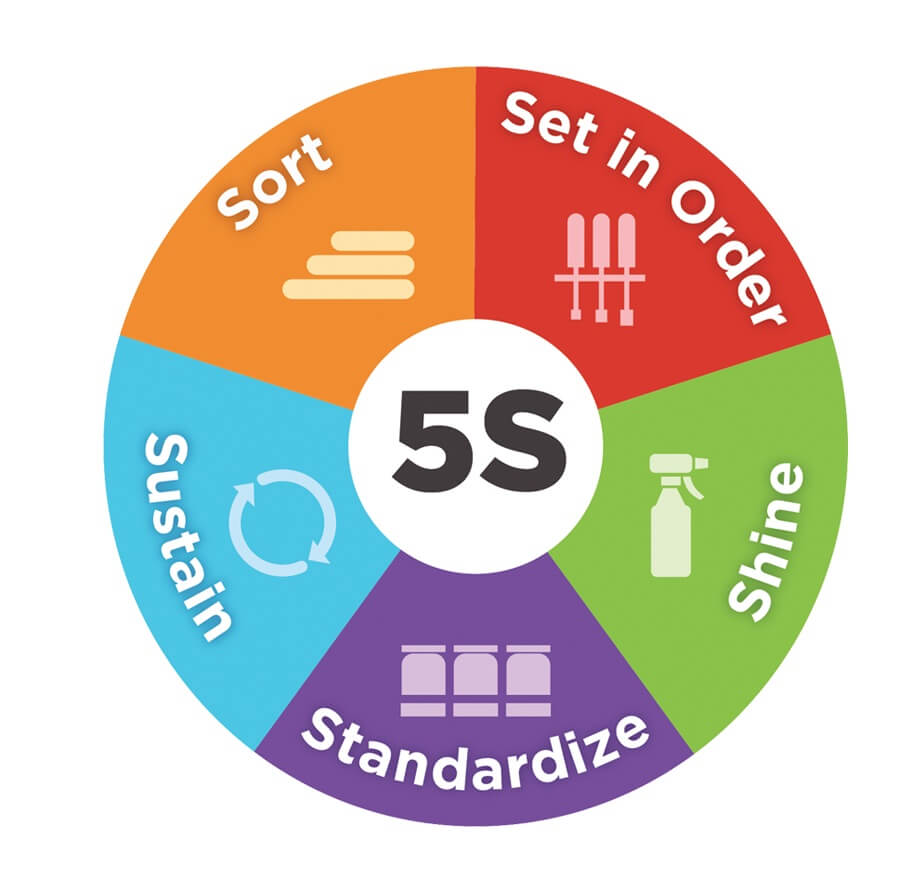 Sort
Set in Order
Shine
Standardize
Sustain
5S